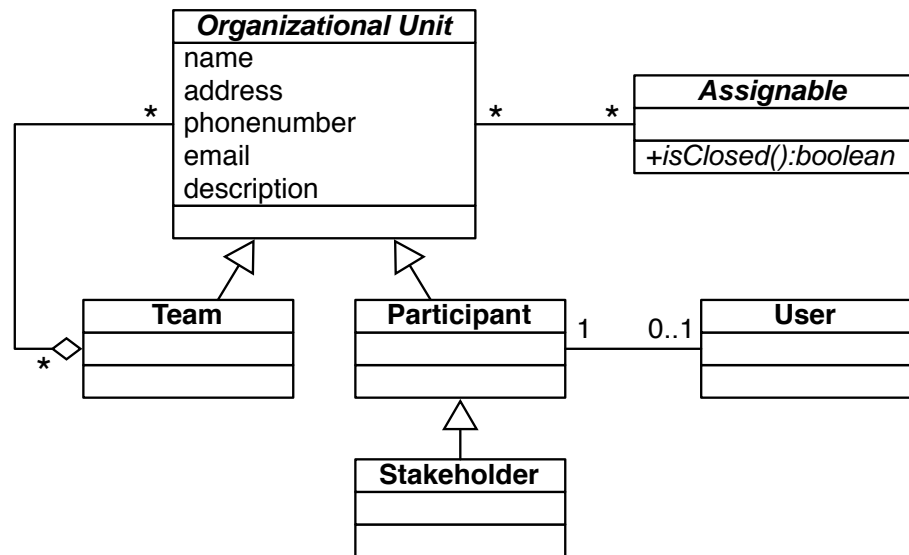 Organizational Unit
name
address
phonenumber
email
description
*
*
*
Assignable
+isClosed():boolean
Team
*
Participant
1
0..1
User
Stakeholder